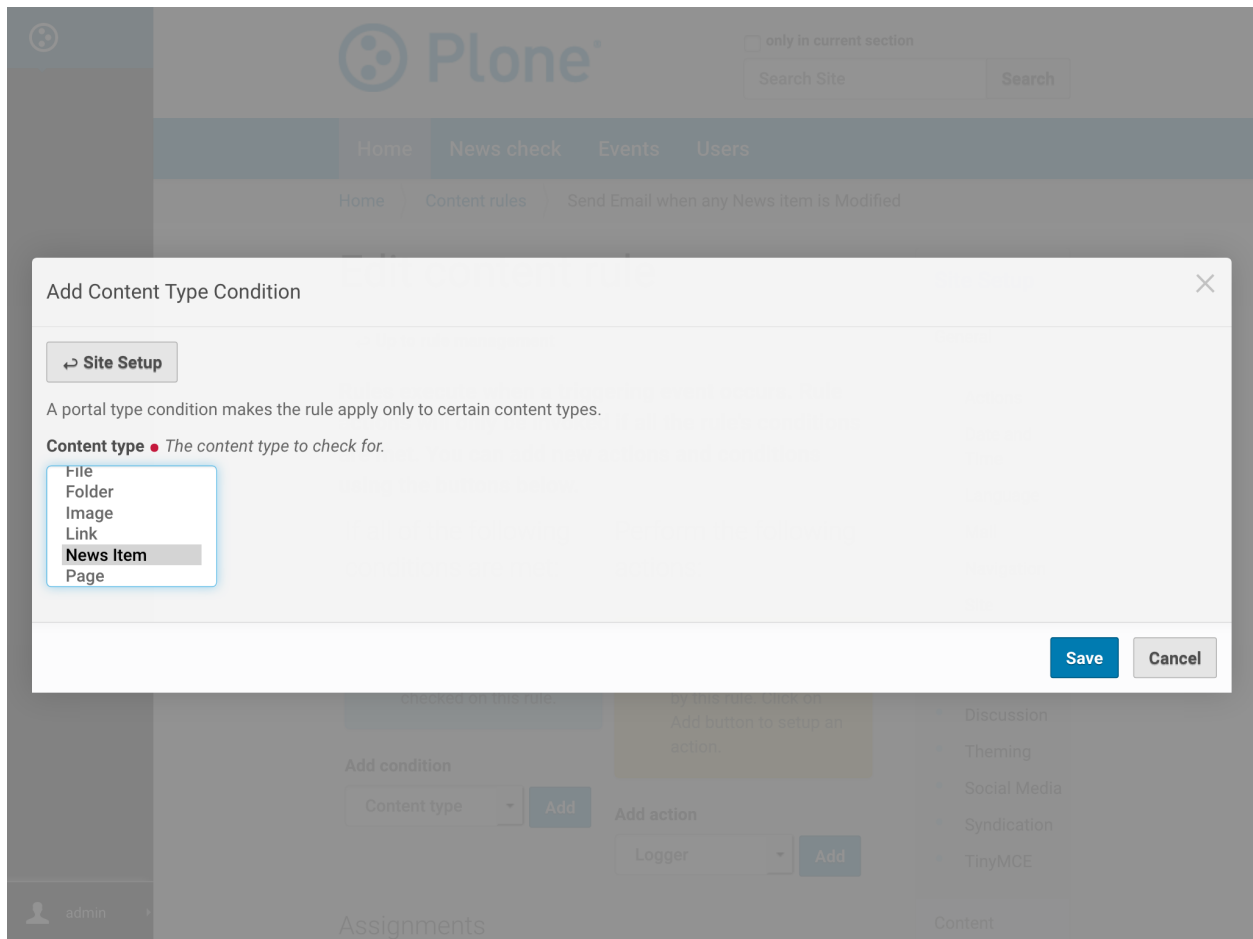 Plone
only in current section
Search Site
Search
Home
News check
Events
Users
Home
Content rules
Send Email when any News item is Modified
Edit content rule
Add Content Type Condition
Site Setup
A portal type condition makes the rule apply only to certain content types.
Content type The content type to check for.
File
Folder
Image
Link
News Item
Page
Save
Cancel
chocked on this rule.
by this rule. Click on
Add button to setup an
action.
Add condition
Content type
Add
Add action
Logger
Add
Discussion
Theming
Social Media
Syndication
TinyMCE
Content
Assignments
admin